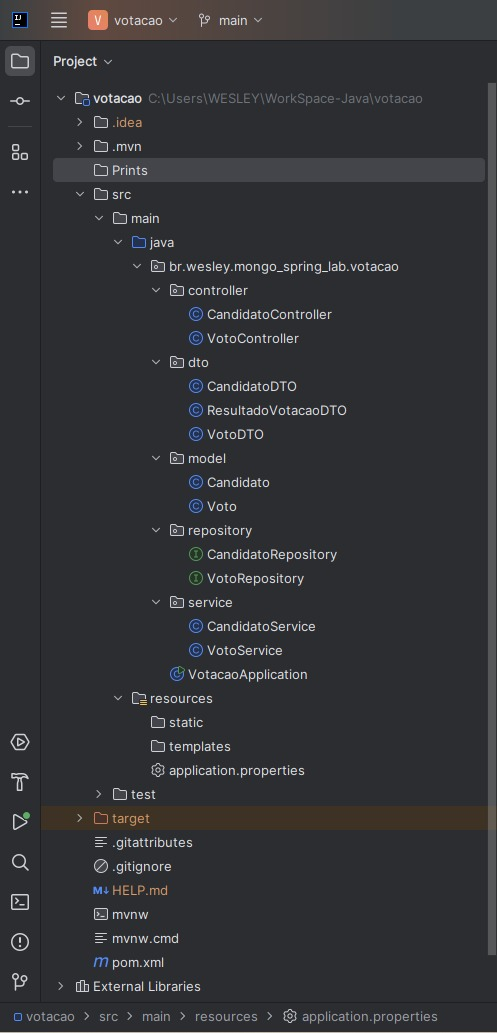 V votacao main
Project
votacao C:\Users\WESLEY\WorkSpace-Java\votacao
.idea
.mvn
Prints
src
main
java
br.wesley.mongo_spring_lab.votacao
controller
CandidatoController
VotoController
dto
CandidatoDTO
ResultadoVotacaoDTO
VotoDTO
model
Candidato
Voto
repository
CandidatoRepository
VotoRepository
service
CandidatoService
VotoService
VotacaoApplication
resources
static
templates
application.properties
test
target
.gitattributes
.gitignore
HELP.md
mvnw
mvnw.cmd
pom.xml
External Libraries
votacao > src > main > resources > application.properties